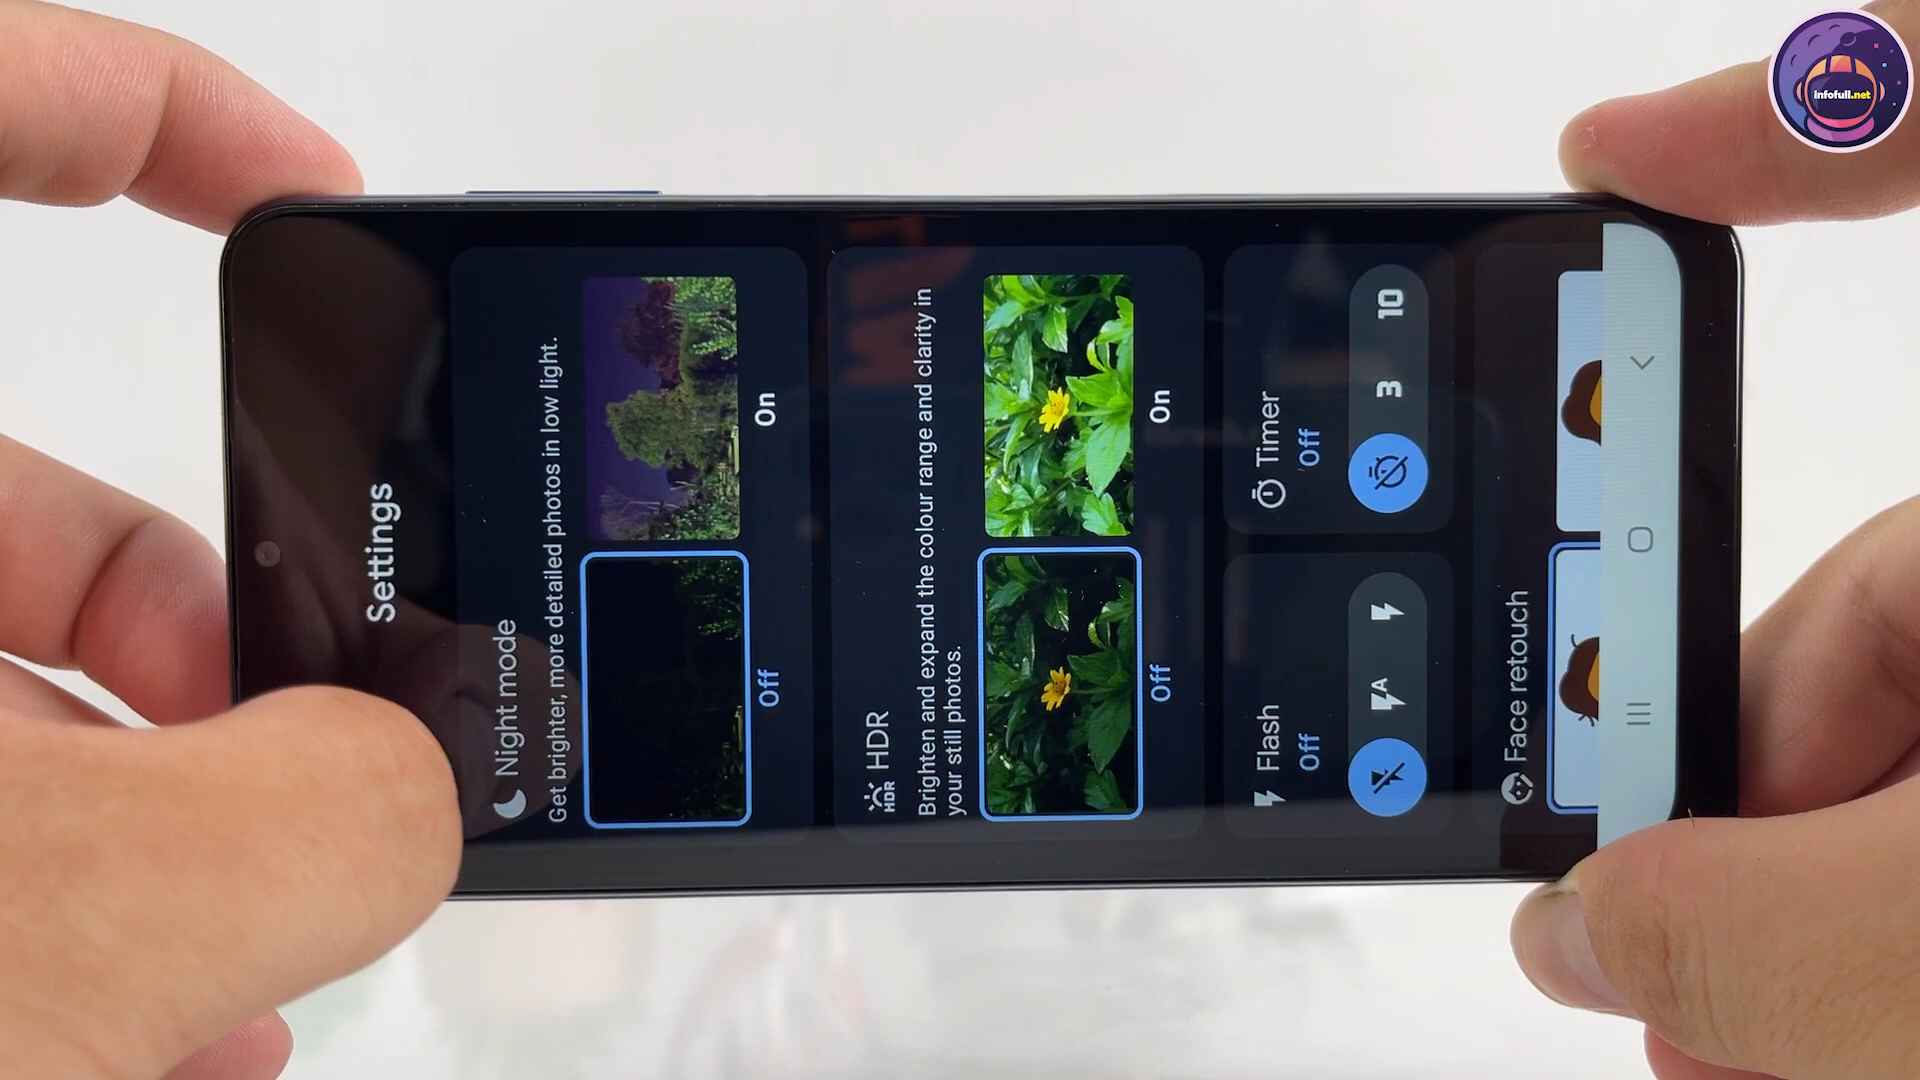 infofull.net
Settings
Night mode
Get brighter, more detailed photos in low light.
Off
On
HDR
HDR
Brighten and expand the colour range and clarity in
your still photos.
Off
On
Flash
Off
A
Timer
Off
3
10
Face retouch